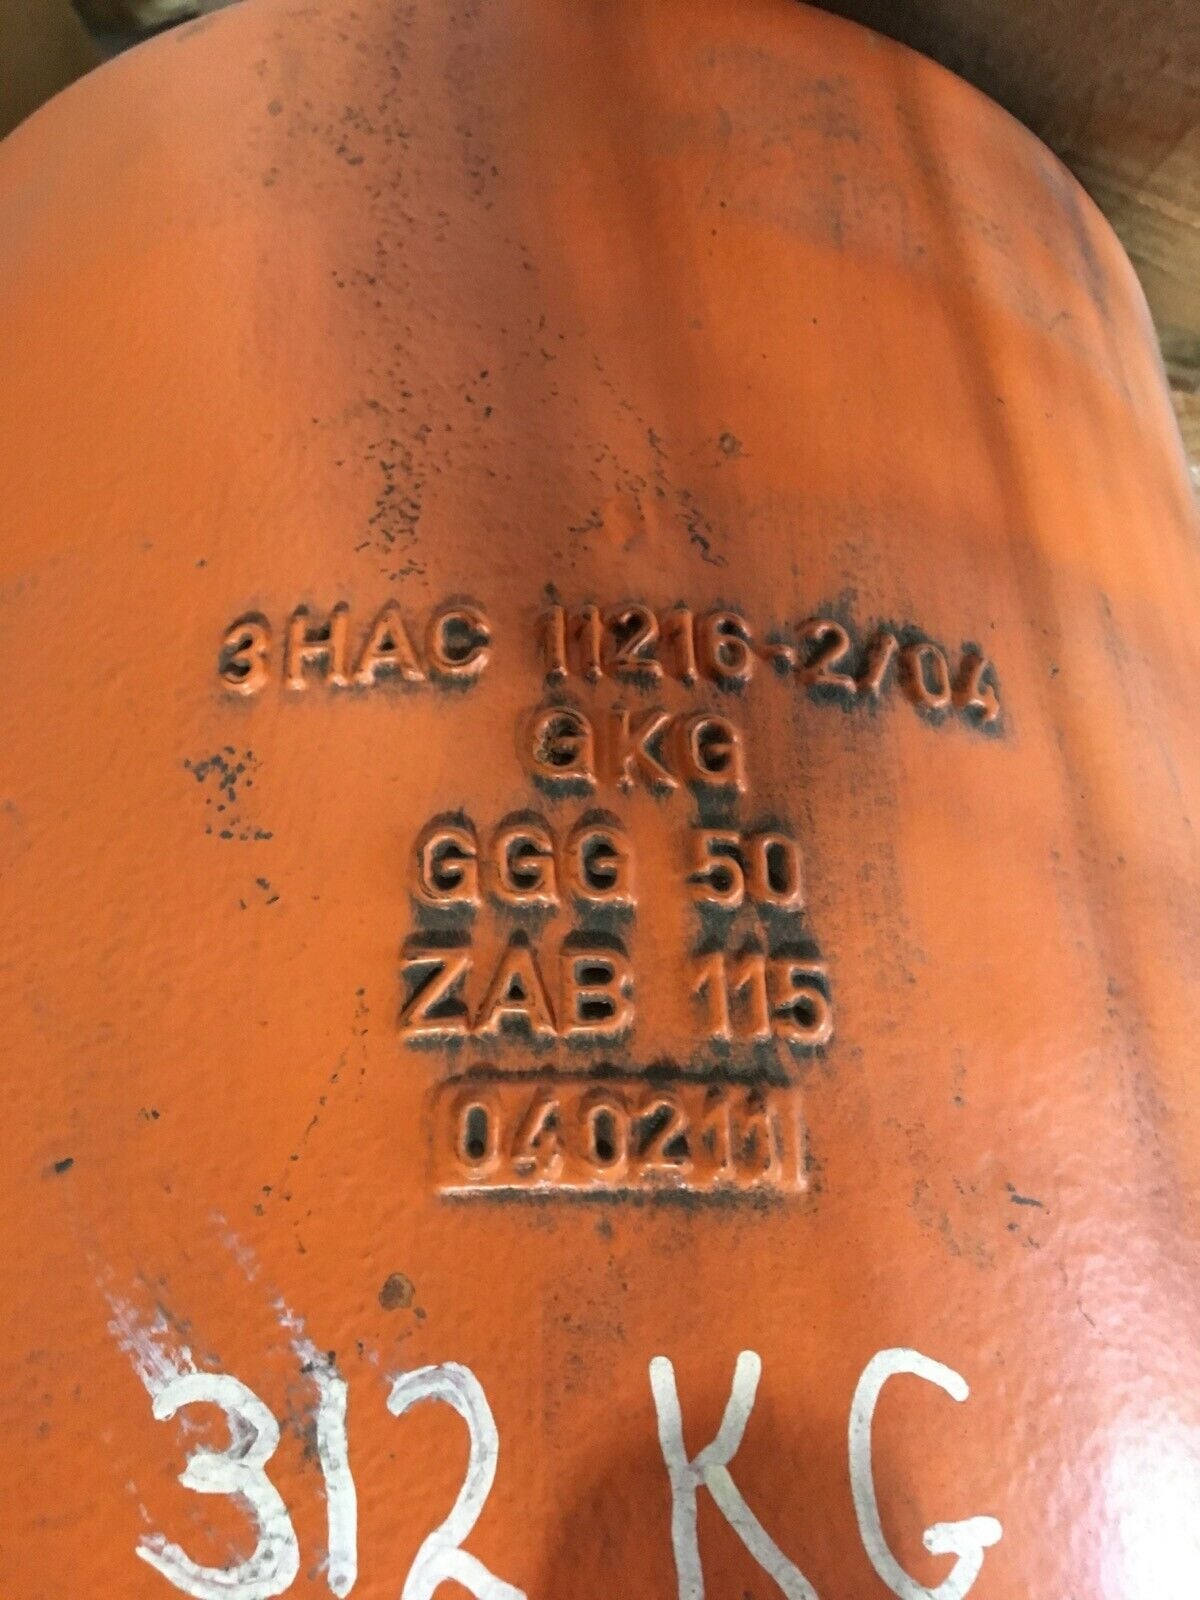 3HAC 11216-2/04
GKG
GGG 50
ZAB 115
040211
312 KG